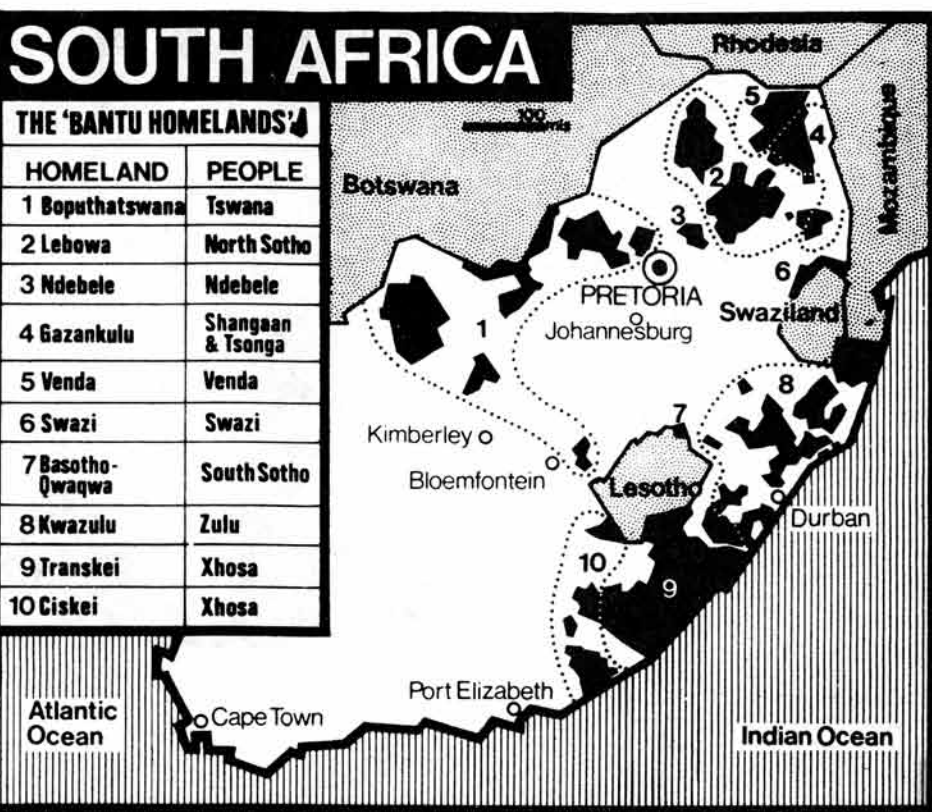 SOUTH AFRICA
THE 'BANTU HOMELANDS'
HOMELAND PEOPLE
1 Boputhatswana Tswana
2 Lebowa North Sotho
3 Ndebele Ndebele
4 Gazankulu Shangaan
& Tsonga
5 Venda Venda
6 Swazi Swazi
7 Basotho-
Qwaqwa South Sotho
8 Kwazulu Zulu
9 Transkei Xhosa
10 Ciskei Xhosa
Rhodesia
100
mls
Botswana
Mozambique
5
4
2
3
6
PRETORIA
Johannesburg
Swaziland
1
8
7
Kimberley
Bloemfontein
Lesotho
Durban
10
9
Port Elizabeth
Cape Town
Atlantic
Ocean
Indian Ocean